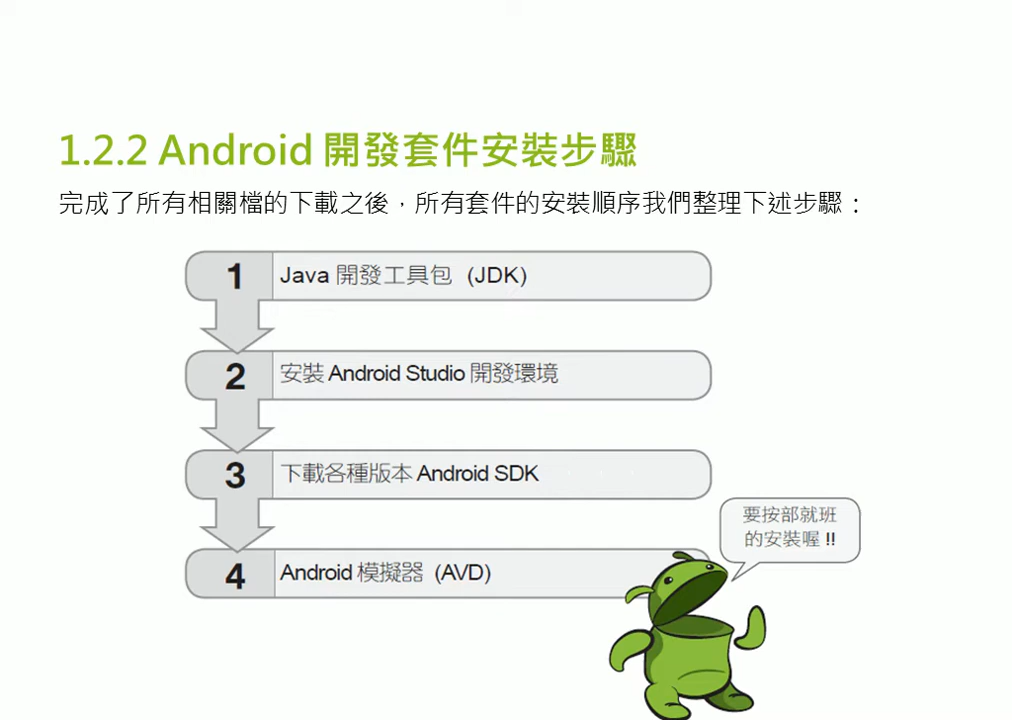 1.2.2 Android 開發套件安裝步驟
完成了所有相關檔的下載之後，所有套件的安裝順序我們整理下述步驟：
1 Java 開發工具包 (JDK)
2 安裝 Android Studio 開發環境
3 下載各種版本 Android SDK
要按部就班
的安裝喔 !!
4 Android 模擬器 (AVD)